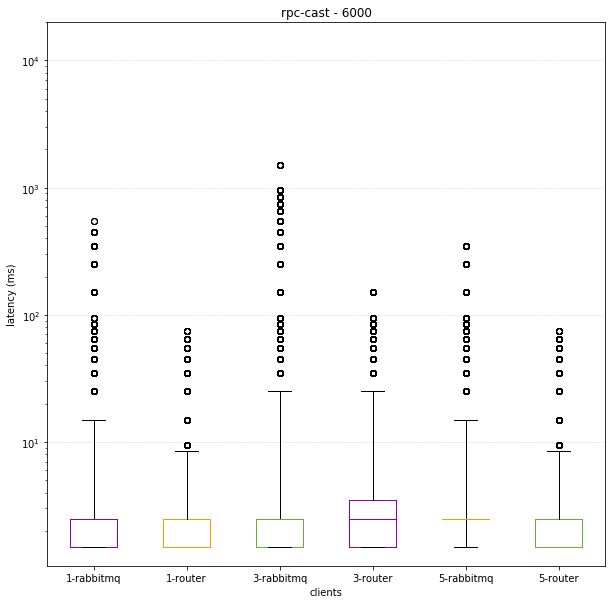 rpc-cast - 6000
10⁴
10³
10²
10¹
latency (ms)
1-rabbitmq 1-router 3-rabbitmq 3-router 5-rabbitmq 5-router
clients